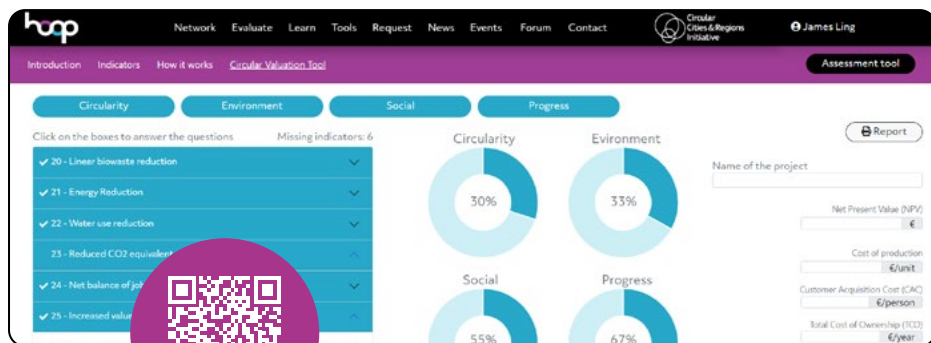 hoop
Network Evaluate Learn Tools Request News Events Forum Contact
Circular
Cities & Regions
Initiative
James Ling
Introduction Indicators How it works Circular Valuation Tool
Assessment tool
Circularity Environment Social Progress
Click on the boxes to answer the questions Missing indicators: 6
20 - Linear biowaste reduction
21 - Energy Reduction
22 - Water use reduction
23 - Reduced CO2 equivalent
24 - Net balance of
25 - Increased
Circularity
30%
Evironment
33%
Social
55%
Progress
67%
Report
Name of the project
Net Present Value (NPV)
€
Cost of production
€/unit
Customer Acquisition Cost (CAC)
€/person
Total Cost of Ownership (TCO)
€/year